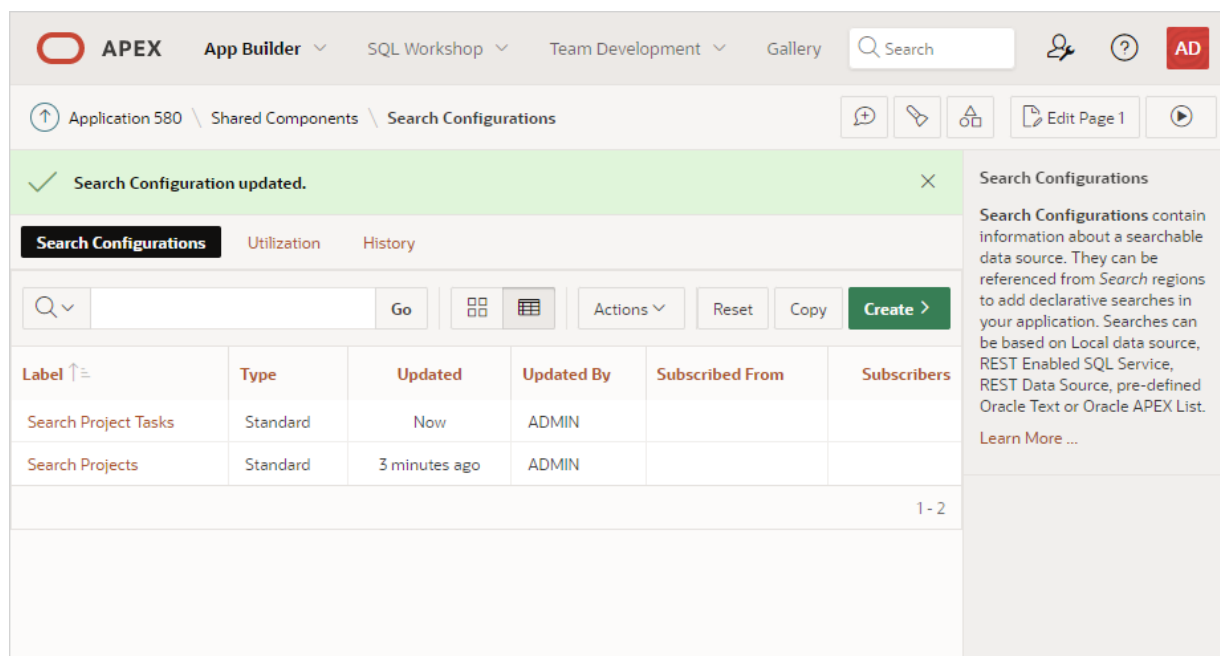 APEX App Builder SQL Workshop Team Development Gallery Search AD
Application 580 \ Shared Components \ Search Configurations Edit Page 1
Search Configuration updated.
Search Configurations Utilization History
Go Actions Reset Copy Create >
Label Type Updated Updated By Subscribed From Subscribers
Search Project Tasks Standard Now ADMIN
Search Projects Standard 3 minutes ago ADMIN
1 - 2
Search Configurations
Search Configurations contain
information about a searchable
data source. They can be
referenced from Search regions
to add declarative searches in
your application. Searches can
be based on Local data source,
REST Enabled SQL Service,
REST Data Source, pre-defined
Oracle Text or Oracle APEX List.
Learn More ...